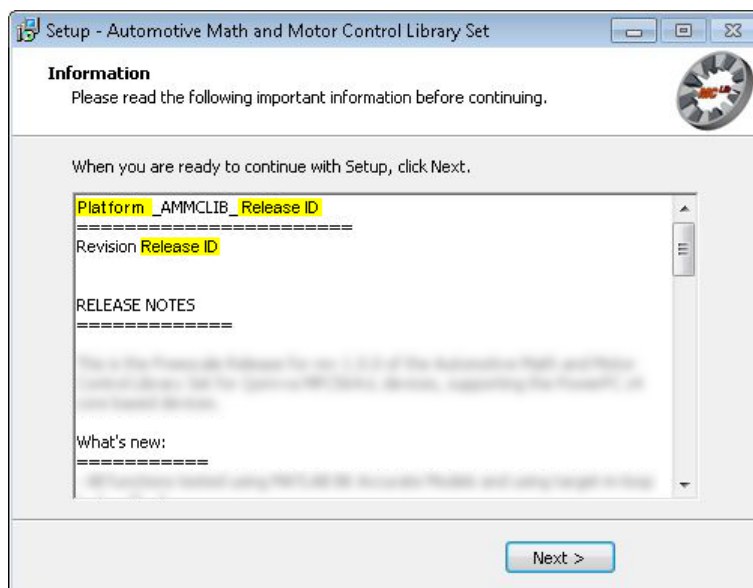 Setup - Automotive Math and Motor Control Library Set
Information
Please read the following important information before continuing.
MC Lib
When you are ready to continue with Setup, click Next.
Platform _AMMCLIB_ Release ID
=======================
Revision Release ID
RELEASE NOTES
=============
What's new:
===========
Next >